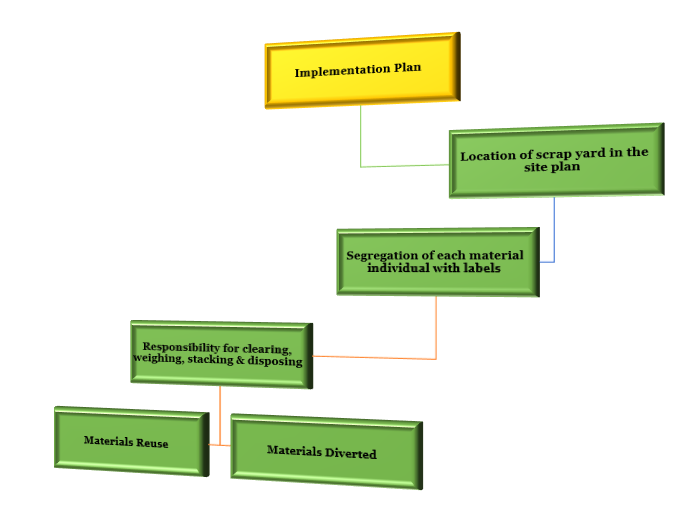 Implementation Plan
Location of scrap yard in the
site plan
Segregation of each material
individual with labels
Responsibility for clearing,
weighing, stacking & disposing
Materials Reuse
Materials Diverted